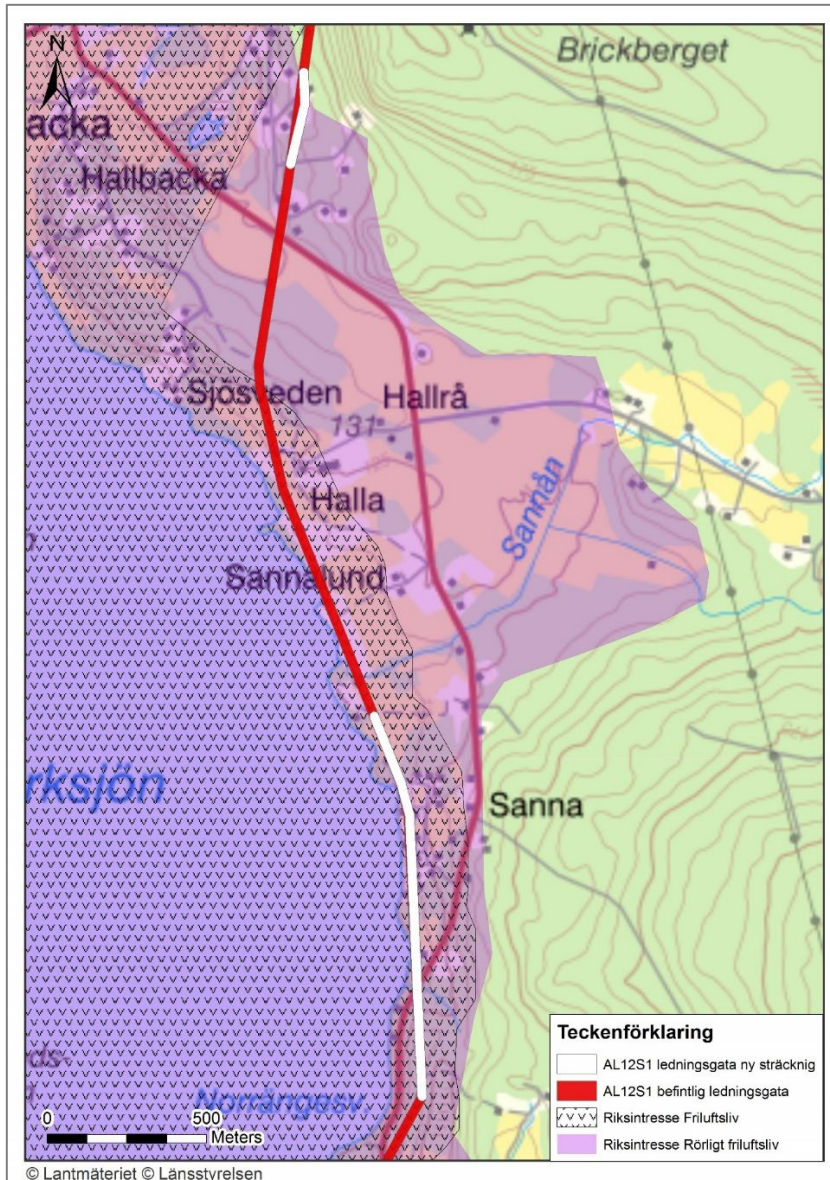 N
Brickberget
acka
Hallbacka
Sjösveden
Hallrå
131
Halla
Sannån
Sannalund
rksjön
Sanna
ds-
Norrängesv.
0 500
Meters
Teckenförklaring
AL12S1 ledningsgata ny sträcknig
AL12S1 befintlig ledningsgata
Riksintresse Friluftsliv
Riksintresse Rörligt friluftsliv
© Lantmäteriet © Länsstyrelsen